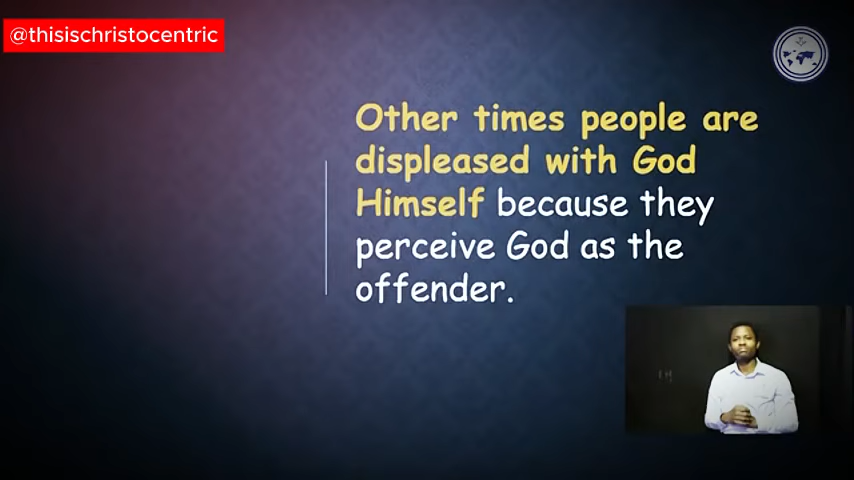 @thisischristocentric
Other times people are
displeased with God
Himself because they
perceive God as the
offender.